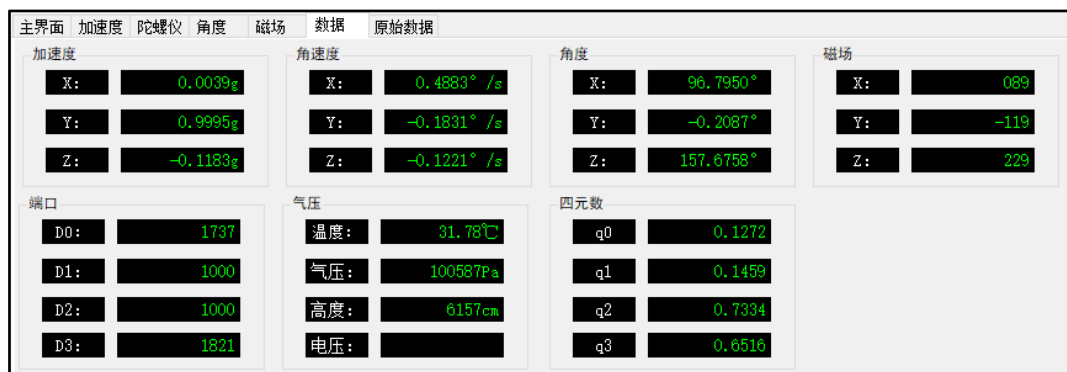 主界面 加速度 陀螺仪 角度 磁场 数据 原始数据
加速度 角速度 角度 磁场
X: 0.0039g X: 0.4883° /s X: 96.7950° X: 089
Y: 0.9995g Y: -0.1831° /s Y: -0.2087° Y: -119
Z: -0.1183g Z: -0.1221° /s Z: 157.6758° Z: 229
端口 气压 四元数
D0: 1737 温度: 31.78℃ q0 0.1272
D1: 1000 气压: 100587Pa q1 0.1459
D2: 1000 高度: 6157cm q2 0.7334
D3: 1821 电压: q3 0.6516